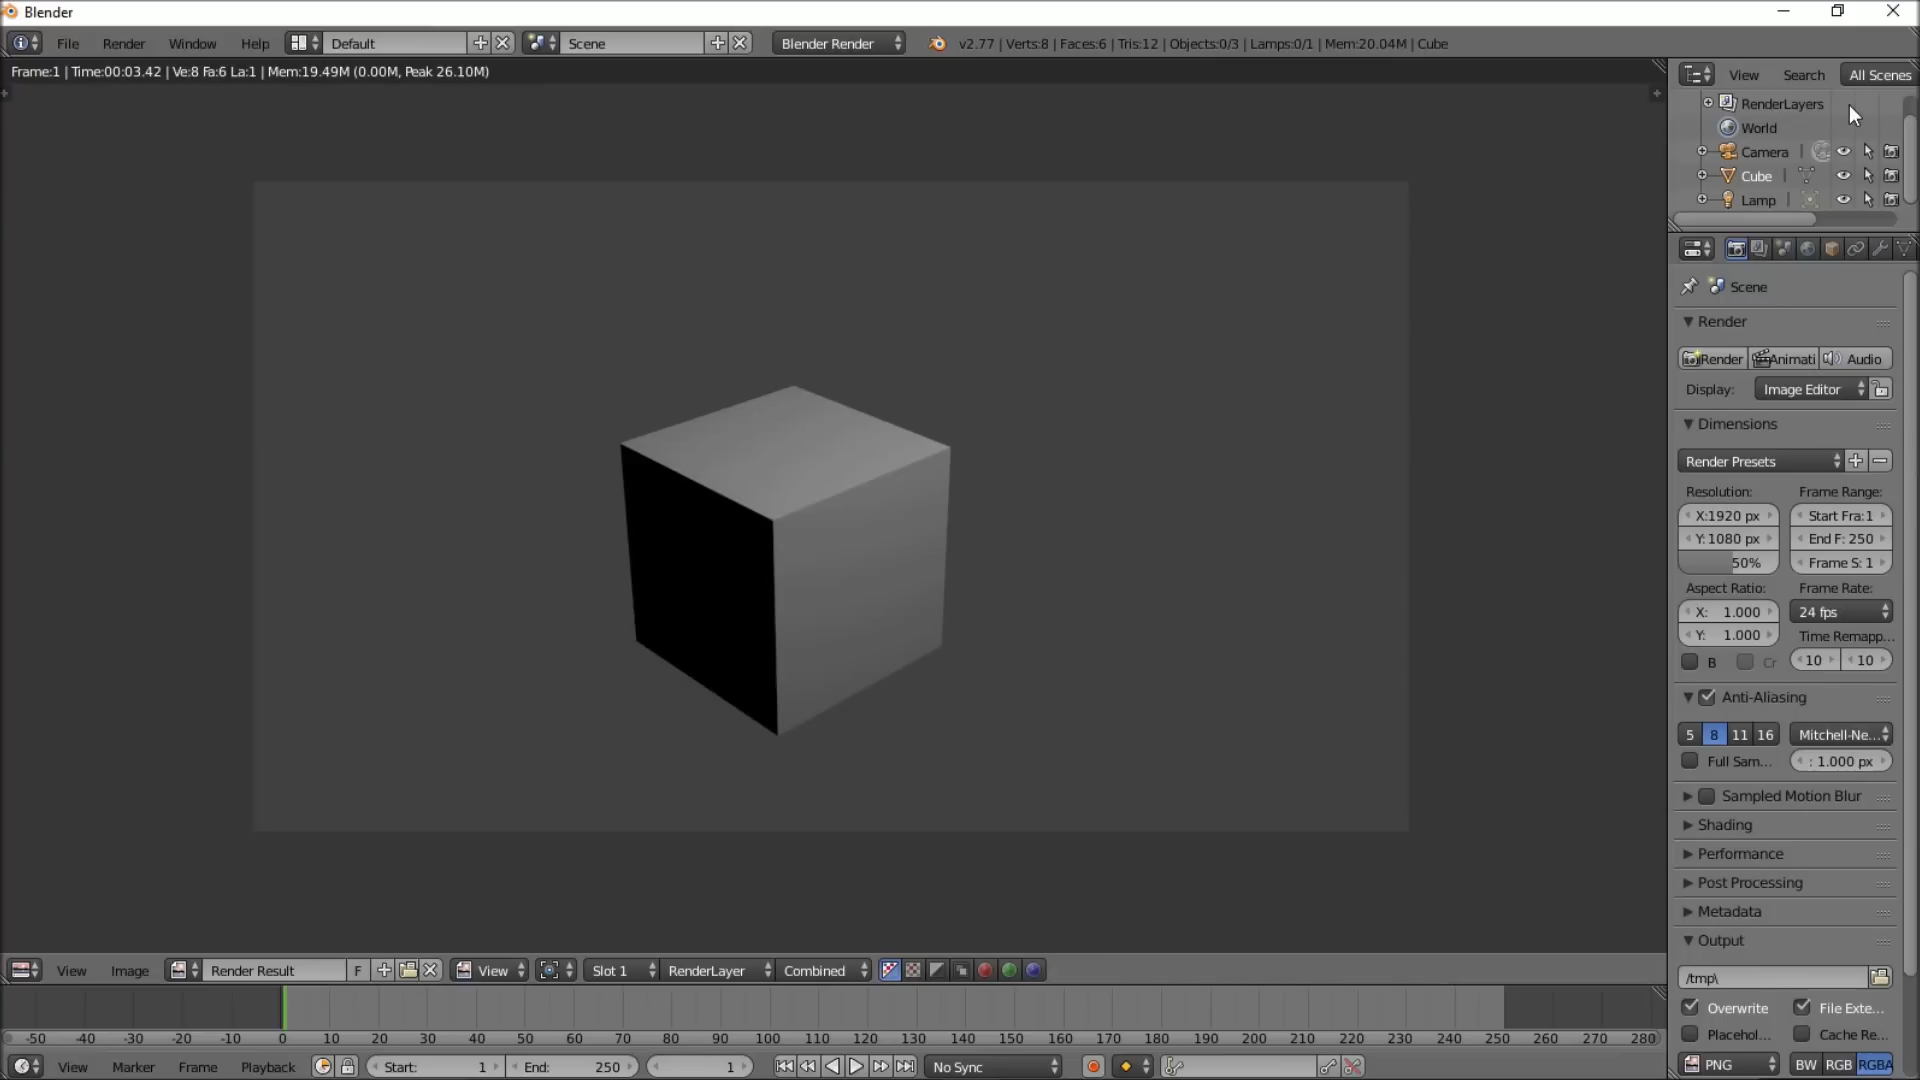 Blender
File Render Window Help Default Scene Blender Render v2.77 | Verts:8 | Faces:6 | Tris:12 | Objects:0/3 | Lamps:0/1 | Mem:20.04M | Cube
Frame:1 | Time:00:03.42 | Ve:8 Fa:6 La:1 | Mem:19.49M (0.00M, Peak 26.10M)
View Search All Scenes
RenderLayers
World
Camera
Cube
Lamp
Scene
Render
Render Animati Audio
Display: Image Editor
Dimensions
Render Presets
Resolution: Frame Range:
X:1920 px Start Fra:1
Y: 1080 px End F: 250
50% Frame S: 1
Aspect Ratio: Frame Rate:
X: 1.000 24 fps
Y: 1.000 Time Remapp...
B Cr 10 10
Anti-Aliasing
5 8 11 16 Mitchell-Ne...
Full Sam... : 1.000 px
Sampled Motion Blur
Shading
Performance
Post Processing
Metadata
Output
/tmp\
Overwrite File Exte...
Placehol... Cache Re...
PNG BW RGB RGBA
View Image Render Result F View Slot 1 RenderLayer Combined
-50 -40 -30 -20 -10 0 10 20 30 40 50 60 70 80 90 100 110 120 130 140 150 160 170 180 190 200 210 220 230 240 250 260 270 280
View Marker Frame Playback Start: 1 End: 250 1 No Sync